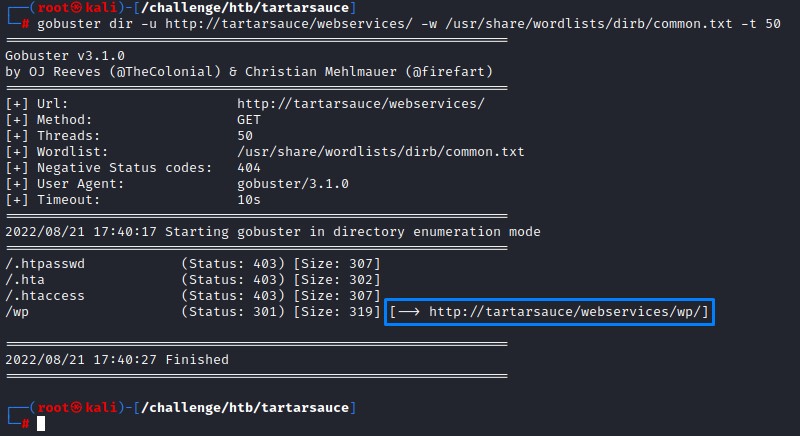 ┌──(root㉿kali)-[/challenge/htb/tartarsauce]
└─# gobuster dir -u http://tartarsauce/webservices/ -w /usr/share/wordlists/dirb/common.txt -t 50
===============================================================
Gobuster v3.1.0
by OJ Reeves (@TheColonial) & Christian Mehlmauer (@firefart)
===============================================================
[+] Url:                     http://tartarsauce/webservices/
[+] Method:                  GET
[+] Threads:                 50
[+] Wordlist:                /usr/share/wordlists/dirb/common.txt
[+] Negative Status codes:   404
[+] User Agent:              gobuster/3.1.0
[+] Timeout:                 10s
===============================================================
2022/08/21 17:40:17 Starting gobuster in directory enumeration mode
===============================================================
/.htpasswd            (Status: 403) [Size: 307]
/.hta                 (Status: 403) [Size: 302]
/.htaccess            (Status: 403) [Size: 307]
/wp                   (Status: 301) [Size: 319] [--> http://tartarsauce/webservices/wp/]
===============================================================
2022/08/21 17:40:27 Finished
===============================================================
┌──(root㉿kali)-[/challenge/htb/tartarsauce]
└─#